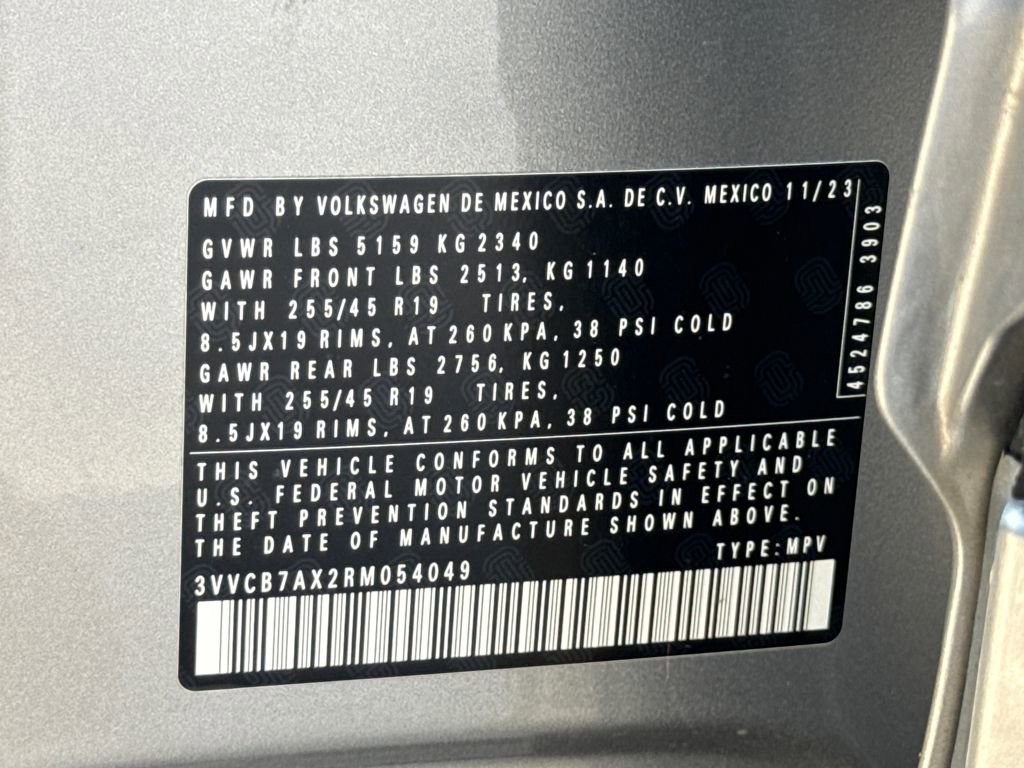 MFD BY VOLKSWAGEN DE MEXICO S.A. DE C.V. MEXICO 11/23
GVWR LBS 5159 KG 2340
GAWR FRONT LBS 2513, KG 1140
WITH 255/45 R19 TIRES,
8.5JX19 RIMS, AT 260 KPA, 38 PSI COLD
GAWR REAR LBS 2756, KG 1250
WITH 255/45 R19 TIRES,
8.5JX19 RIMS, AT 260 KPA, 38 PSI COLD
4524786 3903
THIS VEHICLE CONFORMS TO ALL APPLICABLE
U.S. FEDERAL MOTOR VEHICLE SAFETY AND
THEFT PREVENTION STANDARDS IN EFFECT ON
THE DATE OF MANUFACTURE SHOWN ABOVE.
TYPE:MPV
3VVCB7AX2RM054049